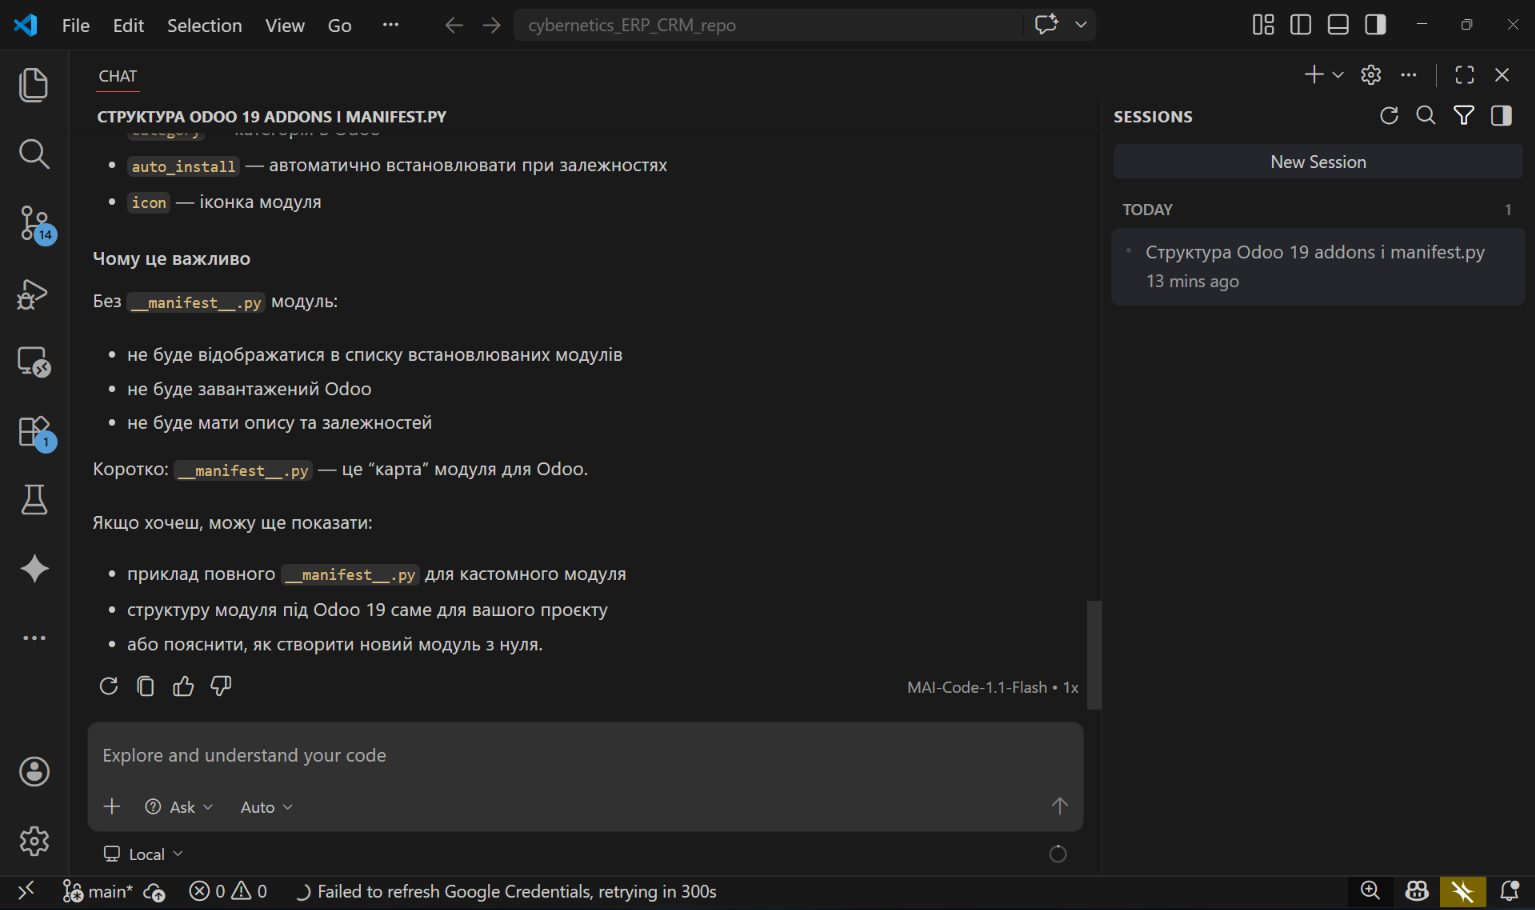 File Edit Selection View Go ··· cybernetics_ERP_CRM_repo
CHAT
СТРУКТУРА ODOO 19 ADDONS І MANIFEST.PY
auto_install — автоматично встановлювати при залежностях
icon — іконка модуля
Чому це важливо
Без __manifest__.py модуль:
не буде відображатися в списку встановлюваних модулів
не буде завантажений Odoo
не буде мати опису та залежностей
Коротко: __manifest__.py — це “карта” модуля для Odoo.
Якщо хочеш, можу ще показати:
приклад повного __manifest__.py для кастомного модуля
структуру модуля під Odoo 19 саме для вашого проєкту
або пояснити, як створити новий модуль з нуля.
MAI-Code-1.1-Flash • 1x
Explore and understand your code
Ask Auto
Local
SESSIONS
New Session
TODAY 1
Структура Odoo 19 addons і manifest.py
13 mins ago
14
1
main* 0 0 Failed to refresh Google Credentials, retrying in 300s